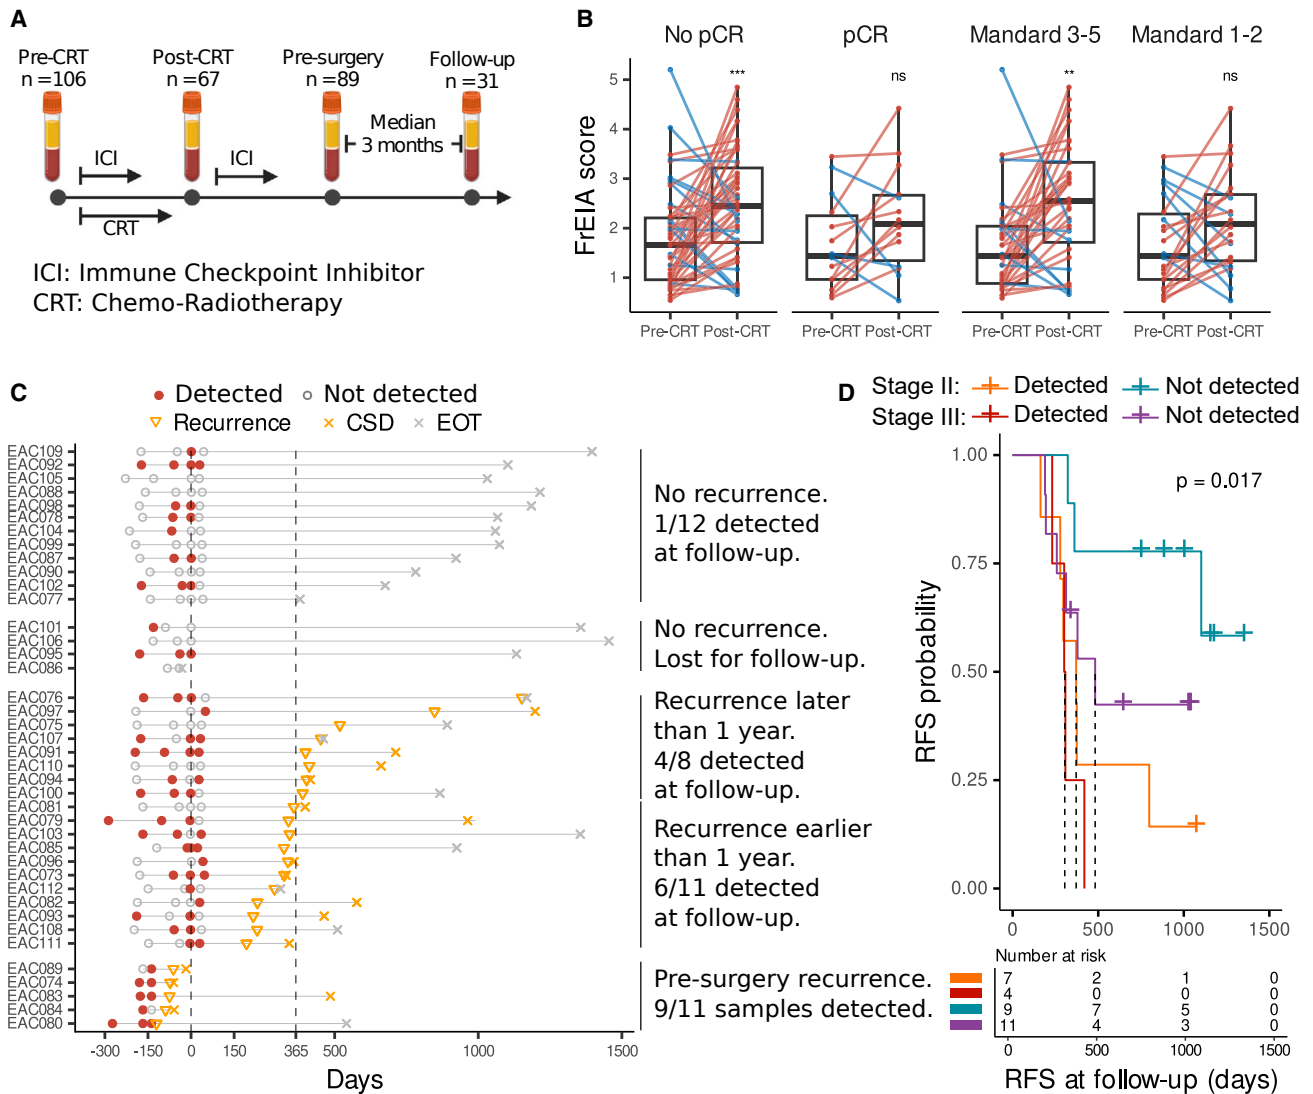 A
Pre-CRT
n =106
Post-CRT
n =67
Pre-surgery
n =89
Follow-up
n =31
Median
3 months
ICI
ICI
CRT
ICI: Immune Checkpoint Inhibitor
CRT: Chemo-Radiotherapy
B
No pCR
pCR
Mandard 3-5
Mandard 1-2
***
ns
**
ns
FrEIA score
5
4
3
2
1
Pre-CRT Post-CRT
Pre-CRT Post-CRT
Pre-CRT Post-CRT
Pre-CRT Post-CRT
C
Detected
Not detected
Recurrence
CSD
EOT
EAC109
EAC092
EAC105
EAC088
EAC098
EAC078
EAC104
EAC099
EAC087
EAC090
EAC102
EAC077
EAC101
EAC106
EAC095
EAC086
EAC076
EAC097
EAC075
EAC107
EAC091
EAC110
EAC094
EAC100
EAC081
EAC079
EAC103
EAC085
EAC096
EAC073
EAC112
EAC082
EAC093
EAC108
EAC111
EAC089
EAC074
EAC083
EAC084
EAC080
No recurrence.
1/12 detected
at follow-up.
No recurrence.
Lost for follow-up.
Recurrence later
than 1 year.
4/8 detected
at follow-up.
Recurrence earlier
than 1 year.
6/11 detected
at follow-up.
Pre-surgery recurrence.
9/11 samples detected.
-300 -150 0 150 365 500 1000 1500
Days
D
Stage II: Detected Not detected
Stage III: Detected Not detected
p = 0.017
RFS probability
1.00
0.75
0.50
0.25
0.00
0 500 1000 1500
Number at risk
7 2 1 0
4 0 0 0
9 7 5 0
11 4 3 0
0 500 1000 1500
RFS at follow-up (days)